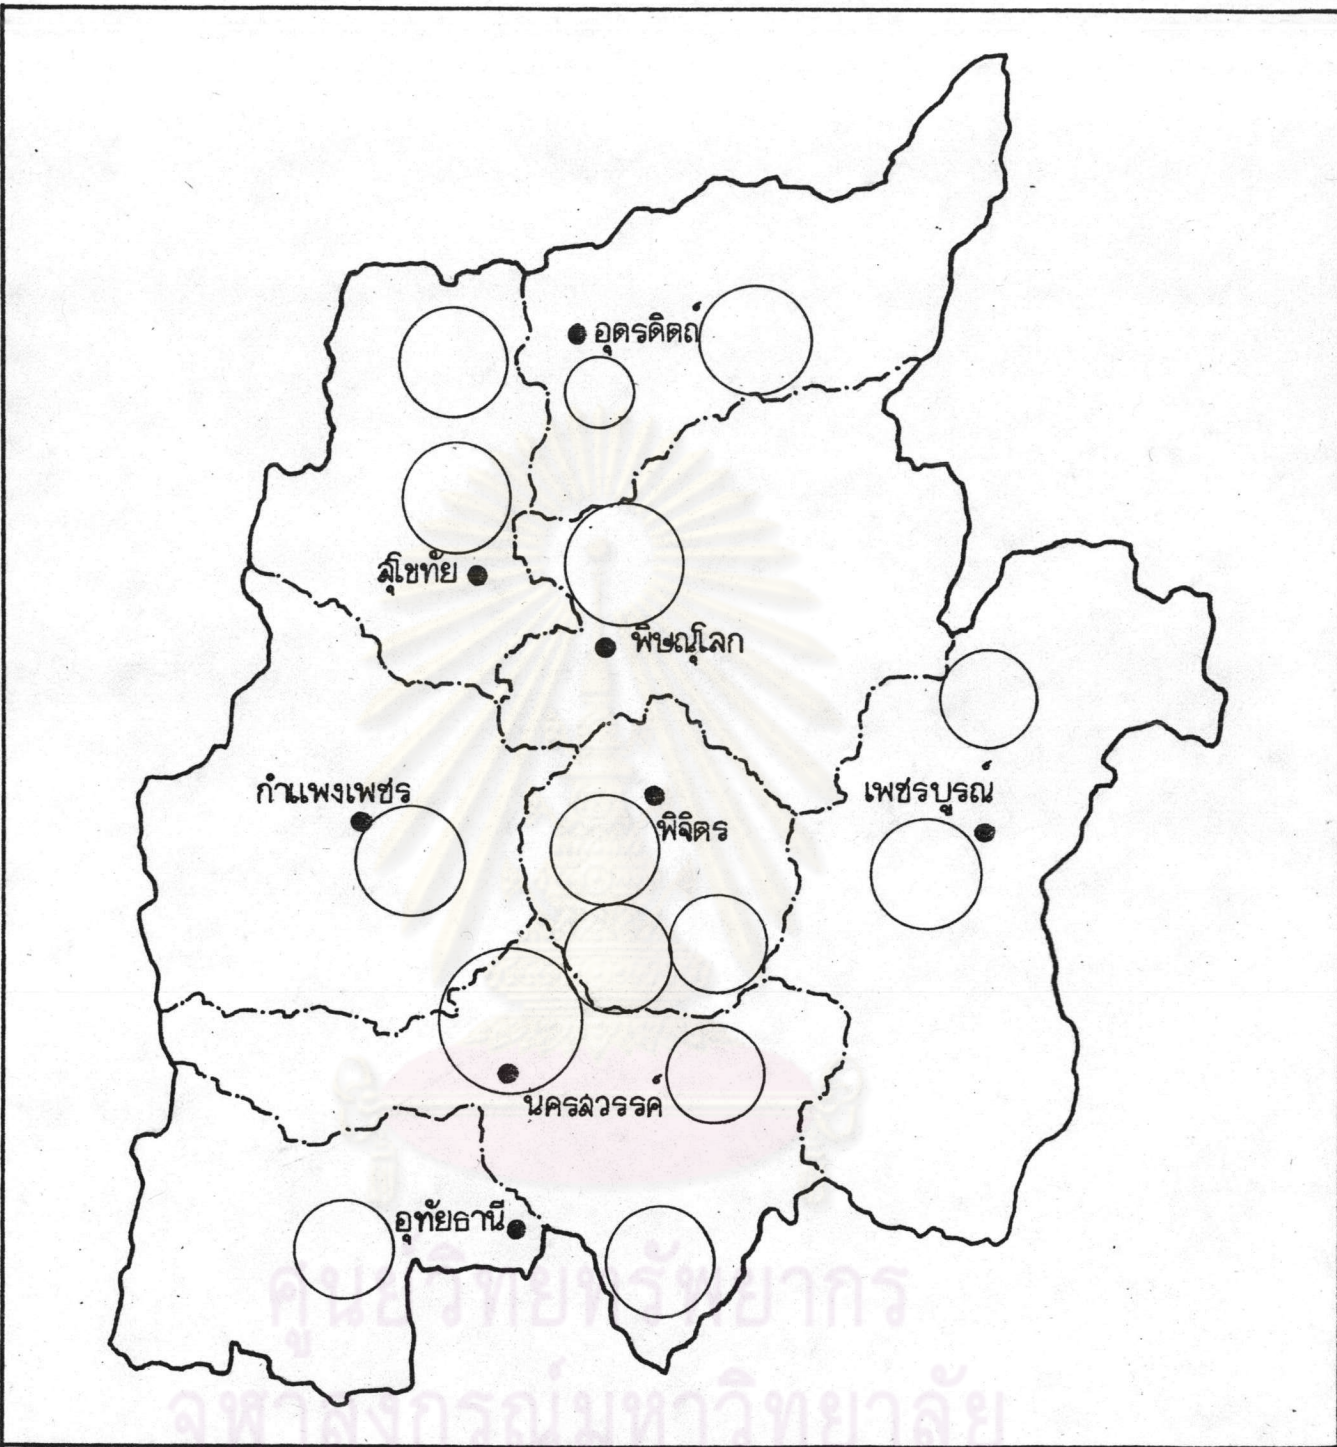 อุตรดิตถ์
สุโขทัย
พิษณุโลก
กำแพงเพชร
เพชรบูรณ์
พิจิตร
นครสวรรค์
อุทัยธานี
ศูนย์วิทยทรัพยากร
จุฬาลงกรณ์มหาวิทยาลัย